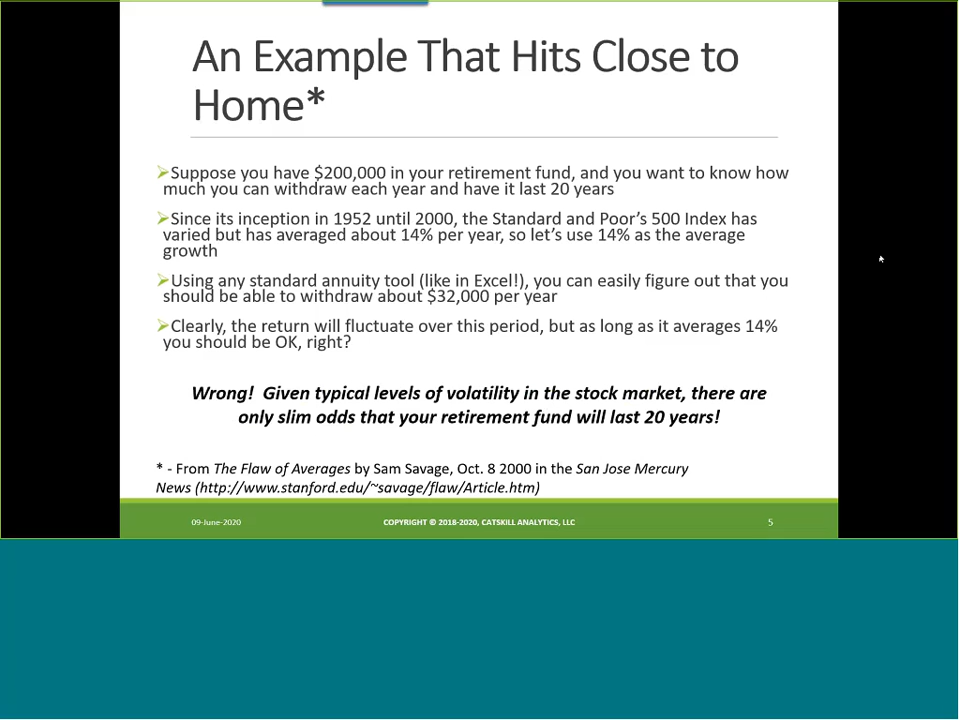 An Example That Hits Close to
Home*
➤Suppose you have $200,000 in your retirement fund, and you want to know how
much you can withdraw each year and have it last 20 years
➤Since its inception in 1952 until 2000, the Standard and Poor’s 500 Index has
varied but has averaged about 14% per year, so let’s use 14% as the average
growth
➤Using any standard annuity tool (like in Excel!), you can easily figure out that you
should be able to withdraw about $32,000 per year
➤Clearly, the return will fluctuate over this period, but as long as it averages 14%
you should be OK, right?
Wrong!  Given typical levels of volatility in the stock market, there are
only slim odds that your retirement fund will last 20 years!
* - From The Flaw of Averages by Sam Savage, Oct. 8 2000 in the San Jose Mercury
News (http://www.stanford.edu/~savage/flaw/Article.htm)
09-June-2020
COPYRIGHT © 2018-2020, CATSKILL ANALYTICS, LLC
5